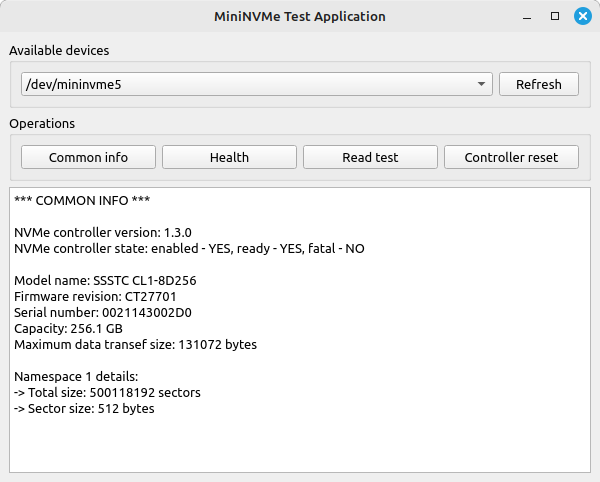 MiniNVMe Test Application
Available devices
/dev/mininvme5
Refresh
Operations
Common info
Health
Read test
Controller reset
*** COMMON INFO ***
NVMe controller version: 1.3.0
NVMe controller state: enabled - YES, ready - YES, fatal - NO
Model name: SSSTC CL1-8D256
Firmware revision: CT27701
Serial number: 0021143002D0
Capacity: 256.1 GB
Maximum data transef size: 131072 bytes
Namespace 1 details:
-> Total size: 500118192 sectors
-> Sector size: 512 bytes